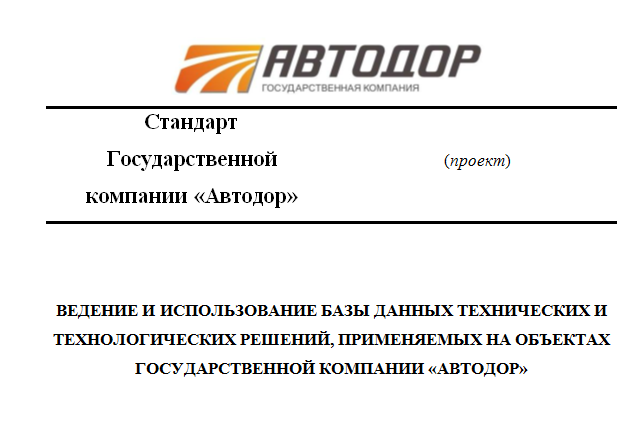 АВТОДОР
ГОСУДАРСТВЕННАЯ КОМПАНИЯ
Стандарт
Государственной
компании «Автодор»
(проект)
ВЕДЕНИЕ И ИСПОЛЬЗОВАНИЕ БАЗЫ ДАННЫХ ТЕХНИЧЕСКИХ И
ТЕХНОЛОГИЧЕСКИХ РЕШЕНИЙ, ПРИМЕНЯЕМЫХ НА ОБЪЕКТАХ
ГОСУДАРСТВЕННОЙ КОМПАНИИ «АВТОДОР»